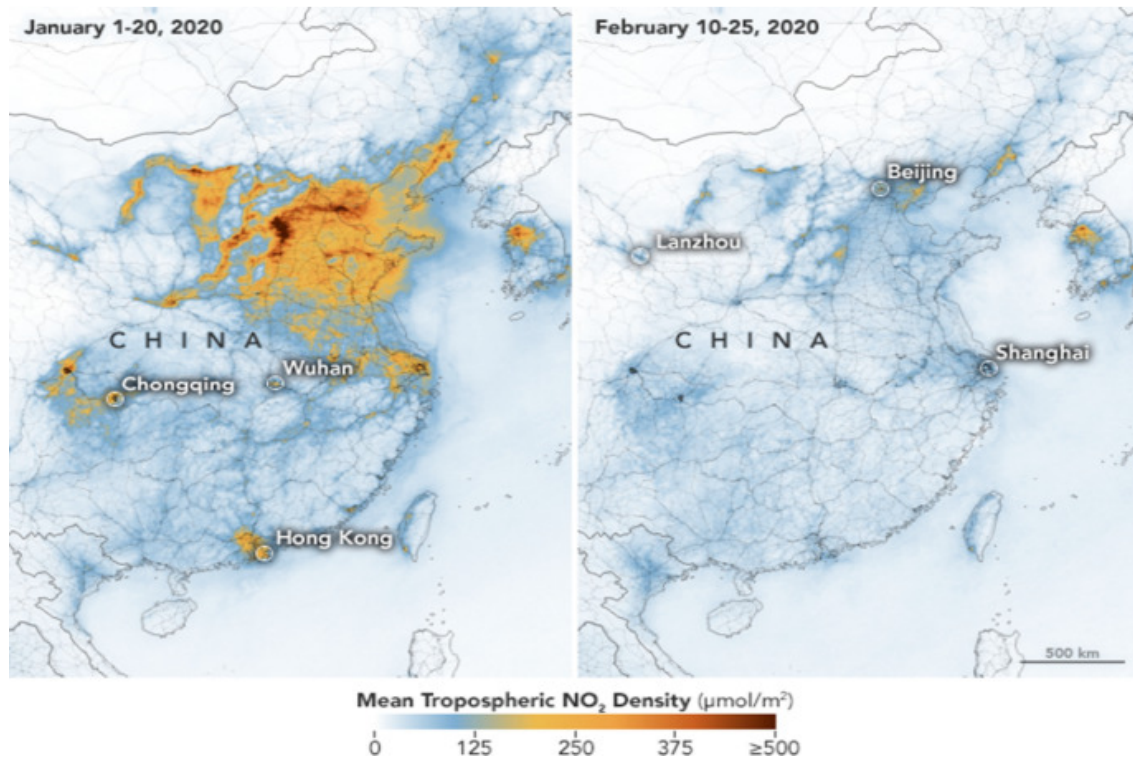 January 1-20, 2020
CHINA
Wuhan
Chongqing
Hong Kong
February 10-25, 2020
Beijing
Lanzhou
CHINA
Shanghai
500 km
Mean Tropospheric NO₂ Density (μmol/m²)
0 125 250 375 ≥500